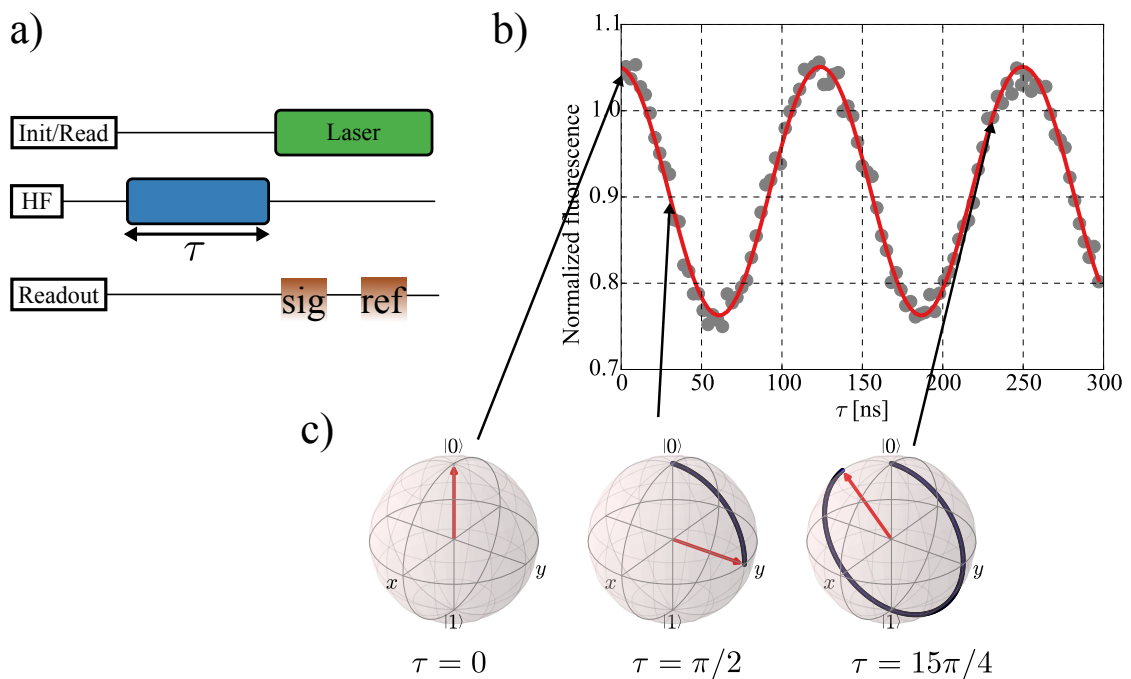 a)
Init/Read
Laser
HF
τ
Readout
sig
ref
b)
Normalized fluorescence
1.1
1.0
0.9
0.8
0.7
0
50
100
150
200
250
300
τ [ns]
c)
|0⟩
x
y
|1⟩
τ = 0
|0⟩
x
y
|1⟩
τ = π/2
|0⟩
x
y
|1⟩
τ = 15π/4